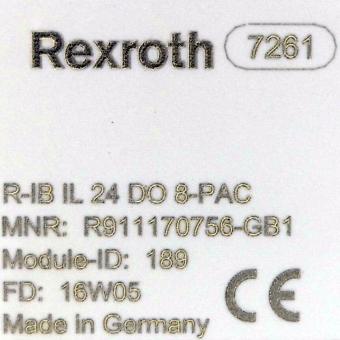 Rexroth 7261
R-IB IL 24 DO 8-PAC
MNR: R911170756-GB1
Module-ID: 189
FD: 16W05
Made in Germany
CE